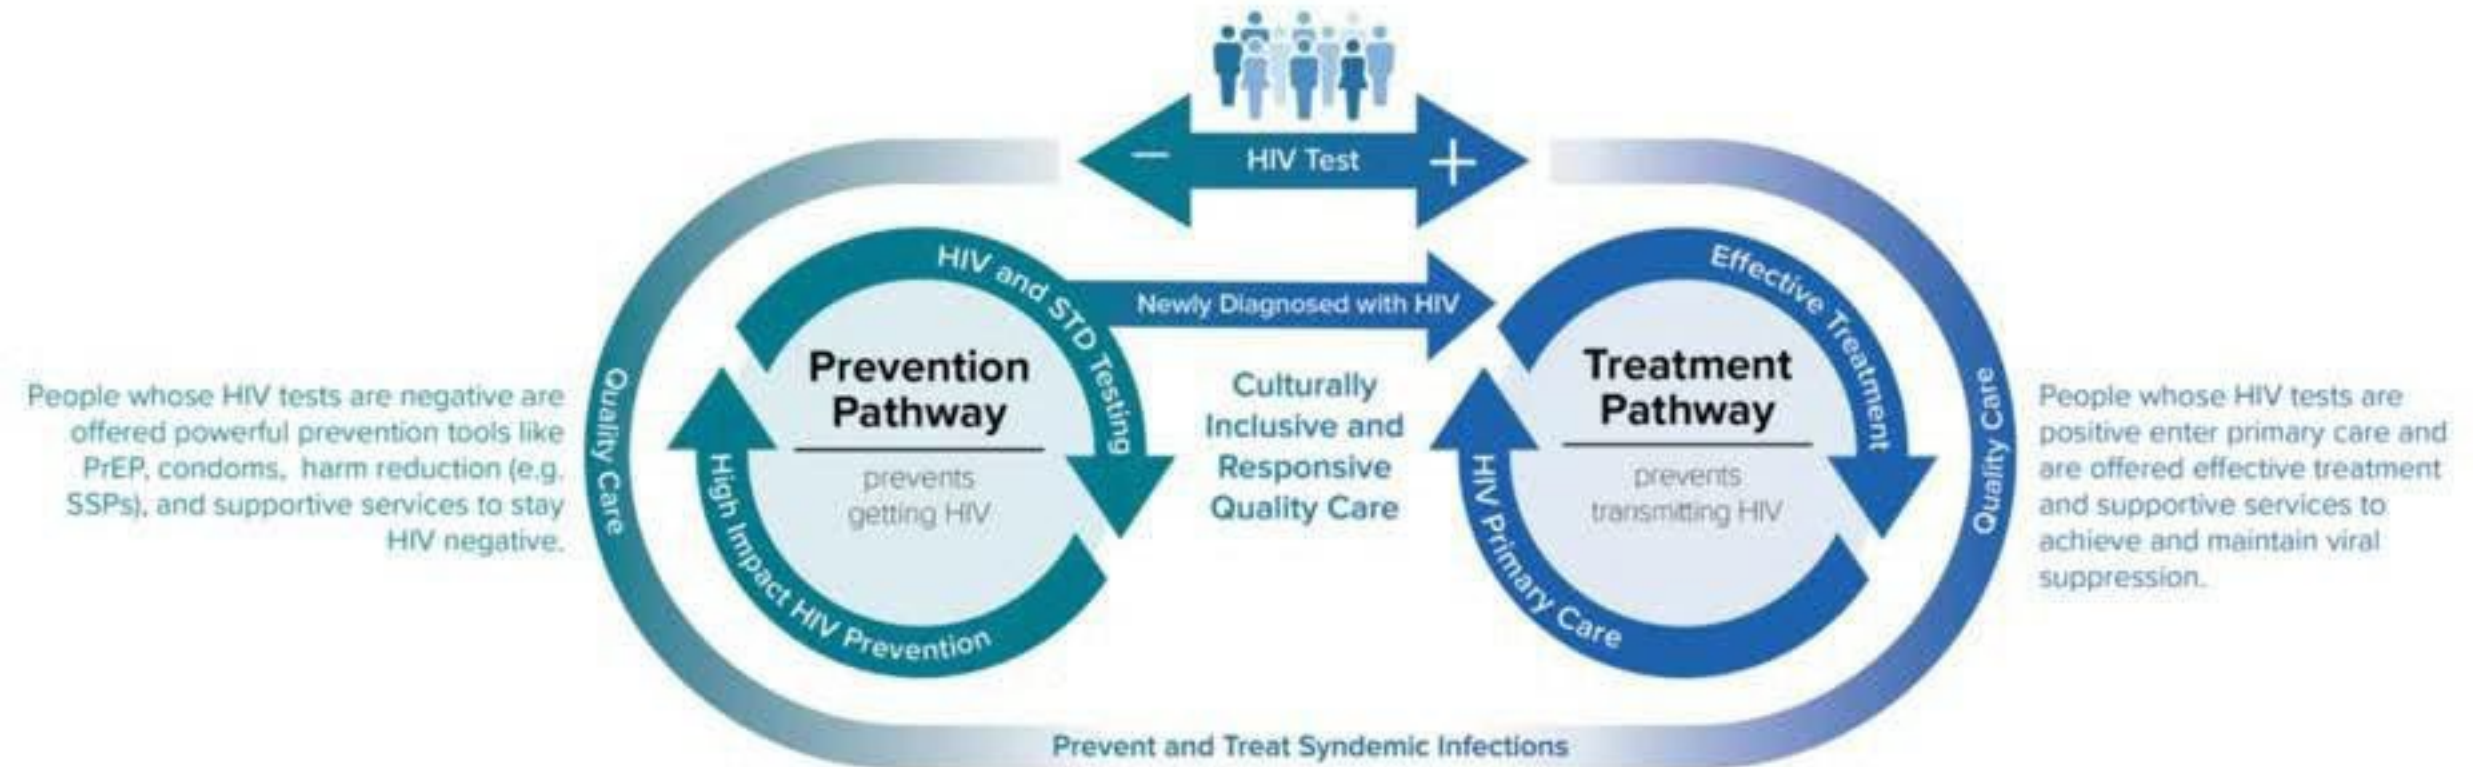 − HIV Test +
HIV and STD Testing
Newly Diagnosed with HIV
Effective Treatment
Prevention
Pathway
prevents
getting HIV
High Impact HIV Prevention
Culturally
Inclusive and
Responsive
Quality Care
Treatment
Pathway
prevents
transmitting HIV
HIV Primary Care
People whose HIV tests are negative are
offered powerful prevention tools like
PrEP, condoms, harm reduction (e.g.
SSPs), and supportive services to stay
HIV negative.
Quality Care
Quality Care
People whose HIV tests are
positive enter primary care and
are offered effective treatment
and supportive services to
achieve and maintain viral
suppression.
Prevent and Treat Syndemic Infections